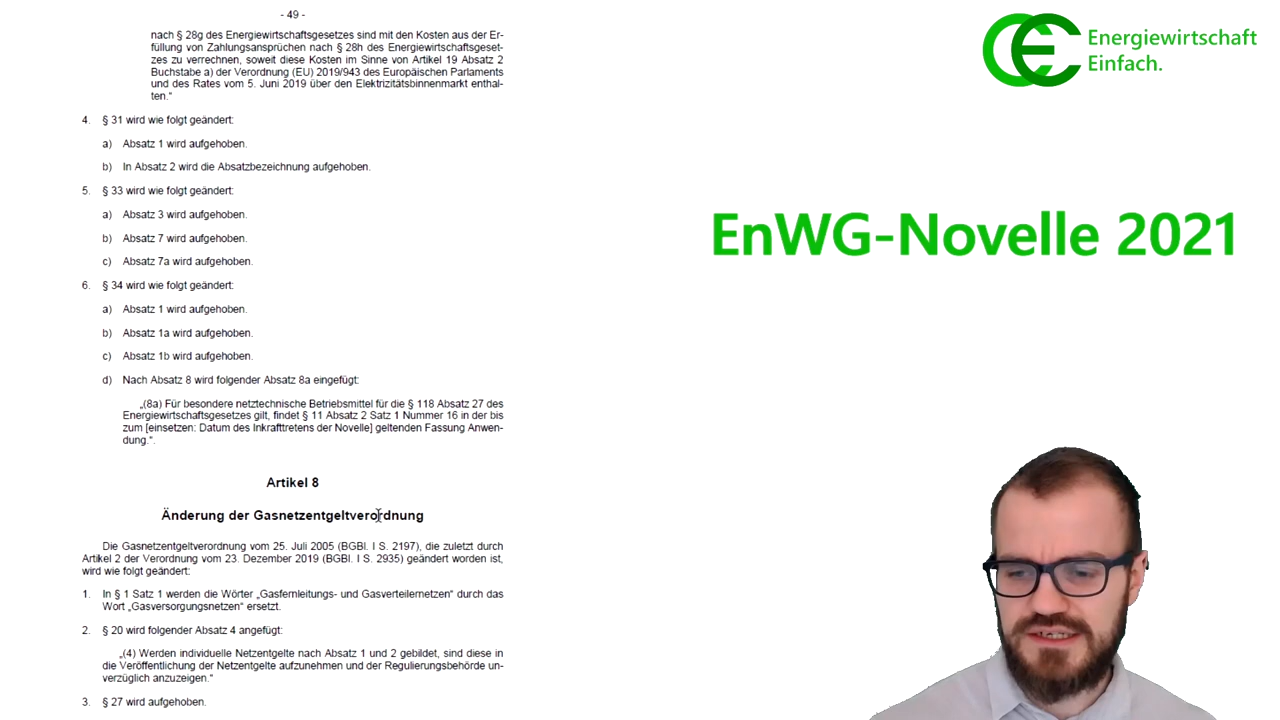 - 49 -
nach § 28g des Energiewirtschaftsgesetzes sind mit den Kosten aus der Er-
füllung von Zahlungsansprüchen nach § 28h des Energiewirtschaftsgeset-
zes zu verrechnen, soweit diese Kosten im Sinne von Artikel 19 Absatz 2
Buchstabe a) der Verordnung (EU) 2019/943 des Europäischen Parlaments
und des Rates vom 5. Juni 2019 über den Elektrizitätsbinnenmarkt enthal-
ten.“
4. § 31 wird wie folgt geändert:
a) Absatz 1 wird aufgehoben.
b) In Absatz 2 wird die Absatzbezeichnung aufgehoben.
5. § 33 wird wie folgt geändert:
a) Absatz 3 wird aufgehoben.
b) Absatz 7 wird aufgehoben.
c) Absatz 7a wird aufgehoben.
6. § 34 wird wie folgt geändert:
a) Absatz 1 wird aufgehoben.
b) Absatz 1a wird aufgehoben.
c) Absatz 1b wird aufgehoben.
d) Nach Absatz 8 wird folgender Absatz 8a eingefügt:
„(8a) Für besondere netztechnische Betriebsmittel für die § 118 Absatz 27 des
Energiewirtschaftsgesetzes gilt, findet § 11 Absatz 2 Satz 1 Nummer 16 in der bis
zum [einsetzen: Datum des Inkrafttretens der Novelle] geltenden Fassung Anwen-
dung.“.
Artikel 8
Änderung der Gasnetzentgeltverordnung
Die Gasnetzentgeltverordnung vom 25. Juli 2005 (BGBl. I S. 2197), die zuletzt durch
Artikel 2 der Verordnung vom 23. Dezember 2019 (BGBl. I S. 2935) geändert worden ist,
wird wie folgt geändert:
1. In § 1 Satz 1 werden die Wörter „Gasfernleitungs- und Gasverteilernetzen“ durch das
Wort „Gasversorgungsnetzen“ ersetzt.
2. § 20 wird folgender Absatz 4 angefügt:
„(4) Werden individuelle Netzentgelte nach Absatz 1 und 2 gebildet, sind diese in
die Veröffentlichung der Netzentgelte aufzunehmen und der Regulierungsbehörde un-
verzüglich anzuzeigen.“
3. § 27 wird aufgehoben.
Energiewirtschaft
Einfach.
EnWG-Novelle 2021